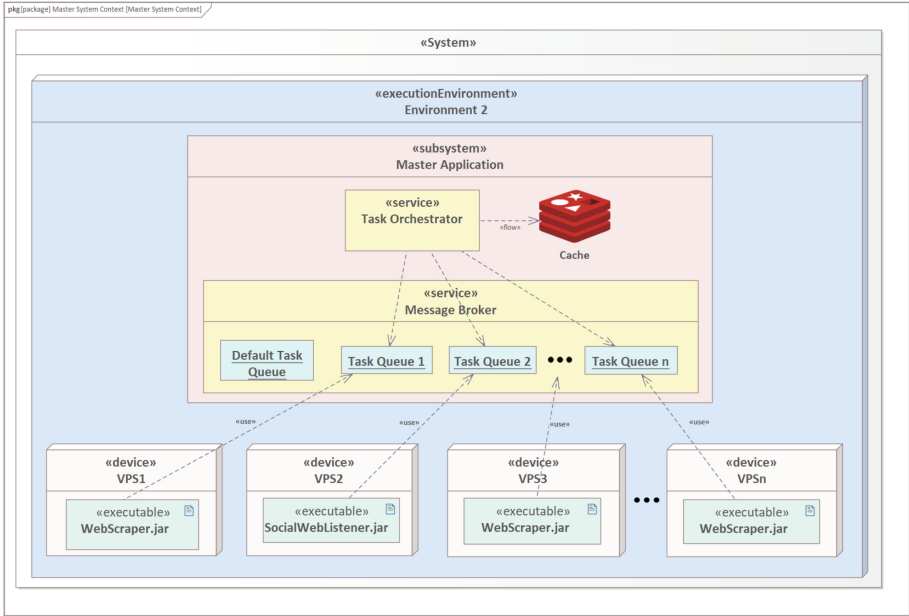 pkg [package] Master System Context [Master System Context]
«System»
«executionEnvironment»
Environment 2
«subsystem»
Master Application
«service»
Task Orchestrator
«flow»
Cache
«service»
Message Broker
Default Task
Queue
Task Queue 1
Task Queue 2
•••
Task Queue n
«use»
«use»
«use»
«use»
«device»
VPS1
«executable»
WebScraper.jar
«device»
VPS2
«executable»
SocialWebListener.jar
«device»
VPS3
«executable»
WebScraper.jar
•••
«device»
VPSn
«executable»
WebScraper.jar